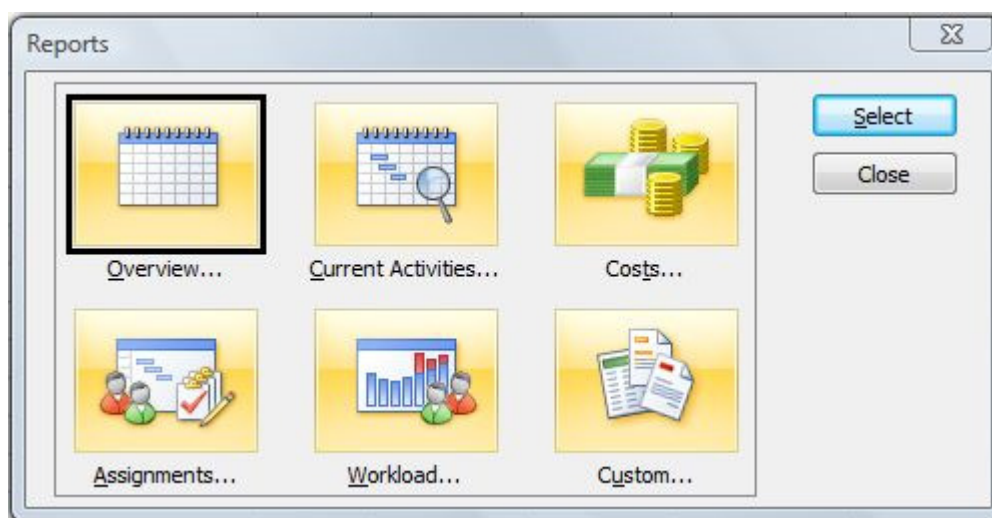 Reports
Select
Close
Overview...
Current Activities...
Costs...
Assignments...
Workload...
Custom...